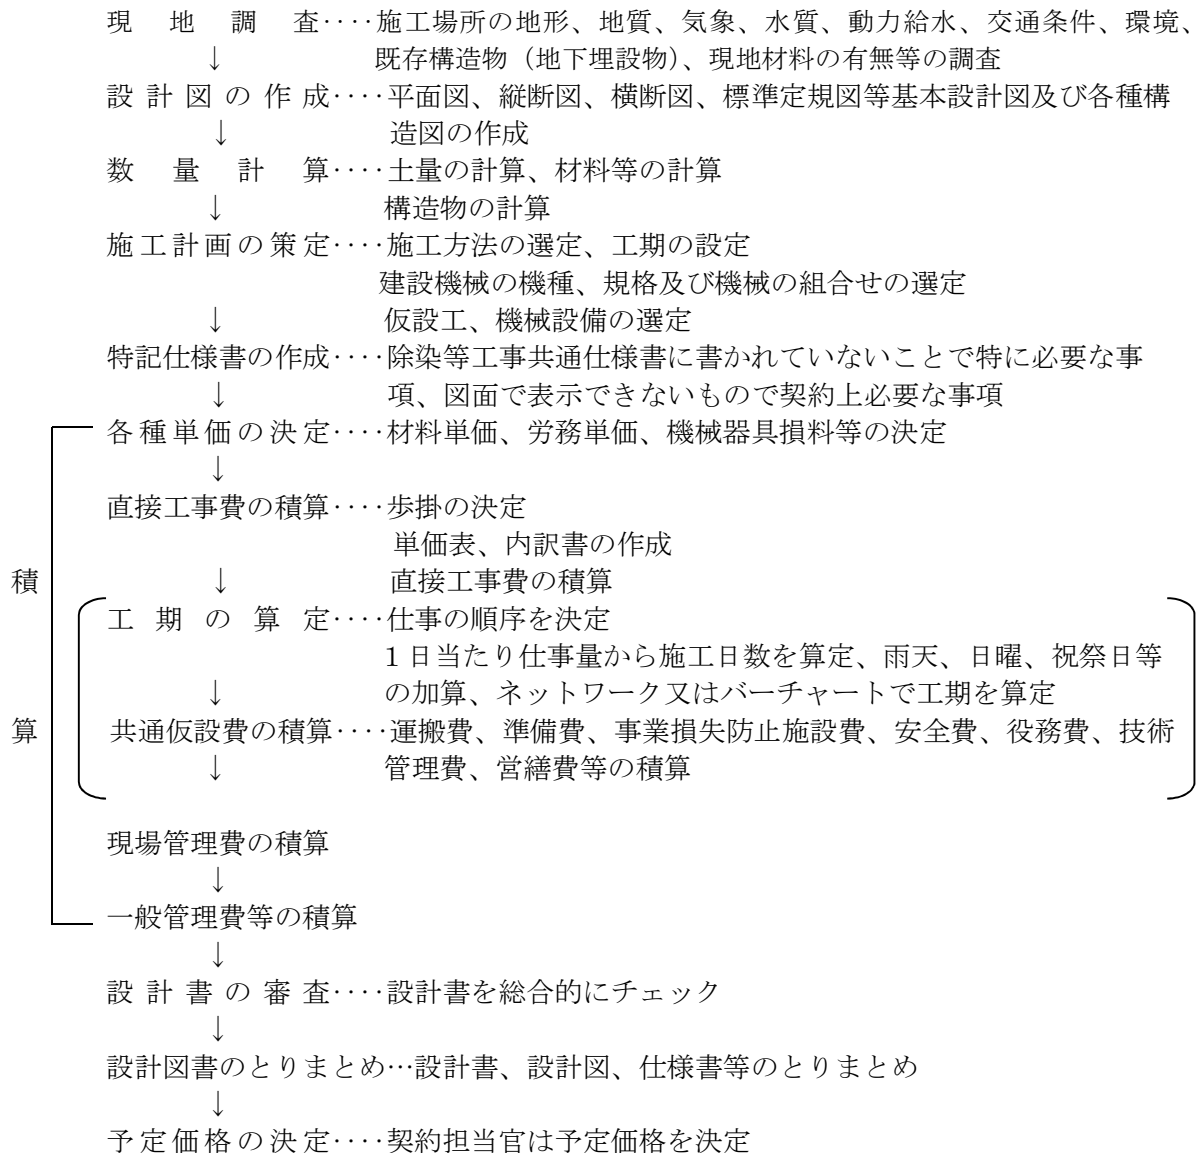 現地調査‥‥施工場所の地形、地質、気象、水質、動力給水、交通条件、環境、
↓ 既存構造物（地下埋設物）、現地材料の有無等の調査
設計図の作成‥‥平面図、縦断図、横断図、標準定規図等基本設計図及び各種構
↓ 造図の作成
数量計算‥‥土量の計算、材料等の計算
↓ 構造物の計算
施工計画の策定‥‥施工方法の選定、工期の設定
建設機械の機種、規格及び機械の組合せの選定
↓ 仮設工、機械設備の選定
特記仕様書の作成‥‥除染等工事共通仕様書に書かれていないことで特に必要な事
↓ 項、図面で表示できないもので契約上必要な事項
各種単価の決定‥‥材料単価、労務単価、機械器具損料等の決定
↓
直接工事費の積算‥‥歩掛の決定
単価表、内訳書の作成
積 ↓ 直接工事費の積算
工期の算定‥‥仕事の順序を決定
1日当たり仕事量から施工日数を算定、雨天、日曜、祝祭日等
↓ の加算、ネットワーク又はバーチャートで工期を算定
算 共通仮設費の積算‥‥運搬費、準備費、事業損失防止施設費、安全費、役務費、技術
↓ 管理費、営繕費等の積算
現場管理費の積算
↓
一般管理費等の積算
↓
設計書の審査‥‥設計書を総合的にチェック
↓
設計図書のとりまとめ…設計書、設計図、仕様書等のとりまとめ
↓
予定価格の決定‥‥契約担当官は予定価格を決定